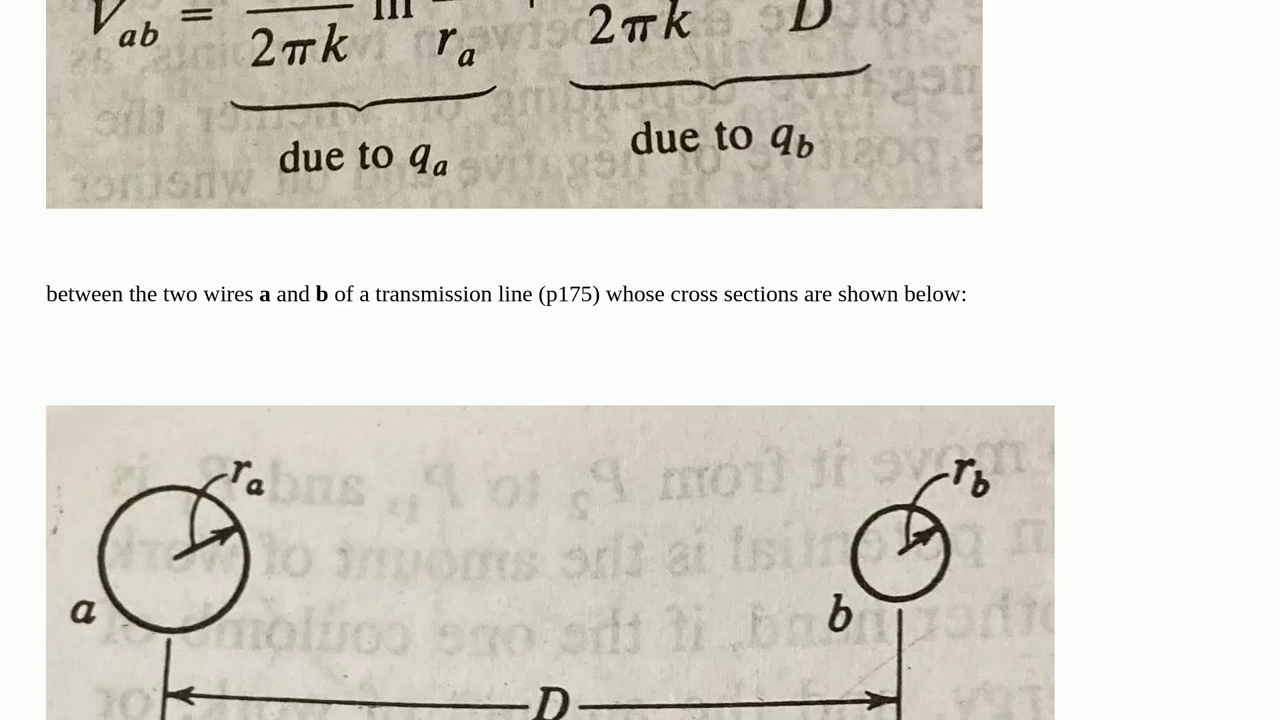 V_ab = 2πk ln r_a 2πk D
due to q_a due to q_b
between the two wires a and b of a transmission line (p175) whose cross sections are shown below:
r_a r_b
a b
D